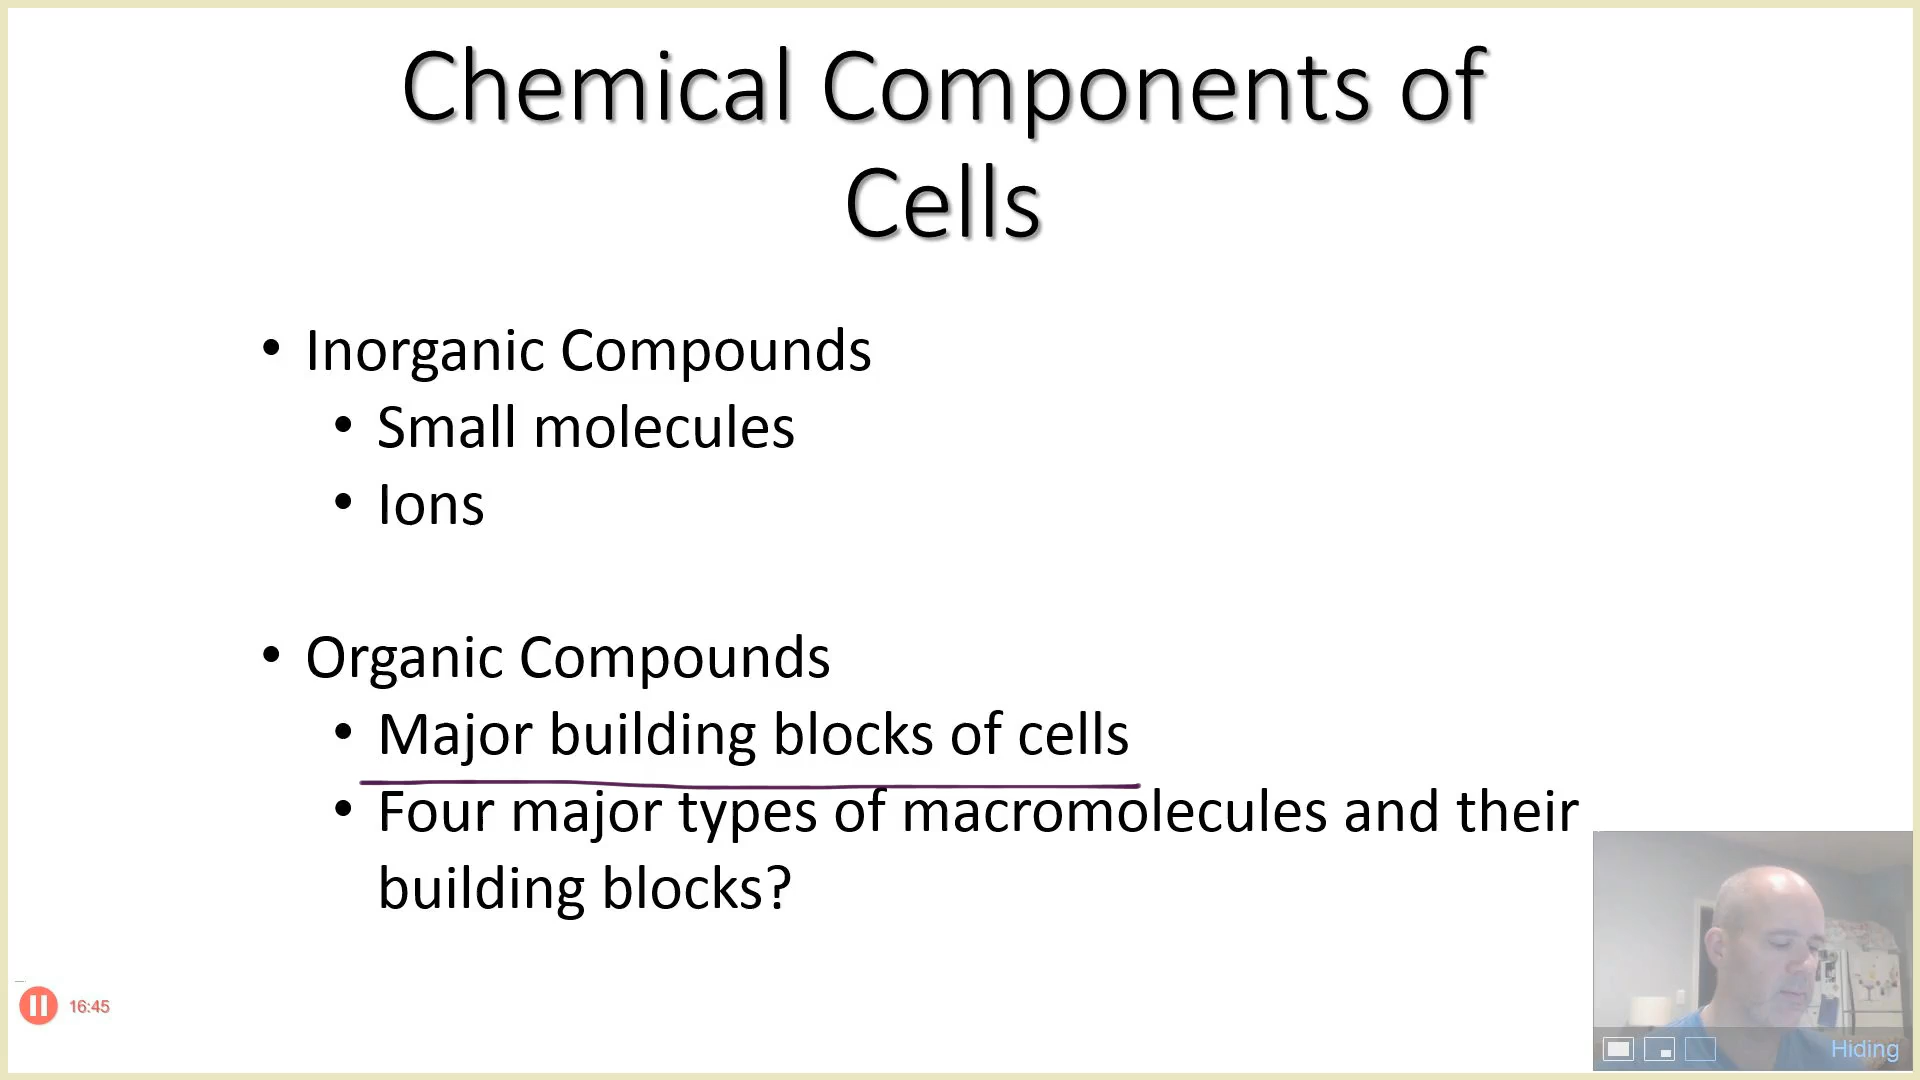 Chemical Components of
Cells
• Inorganic Compounds
• Small molecules
• Ions
• Organic Compounds
• Major building blocks of cells
• Four major types of macromolecules and their
building blocks?
16:45
Hiding